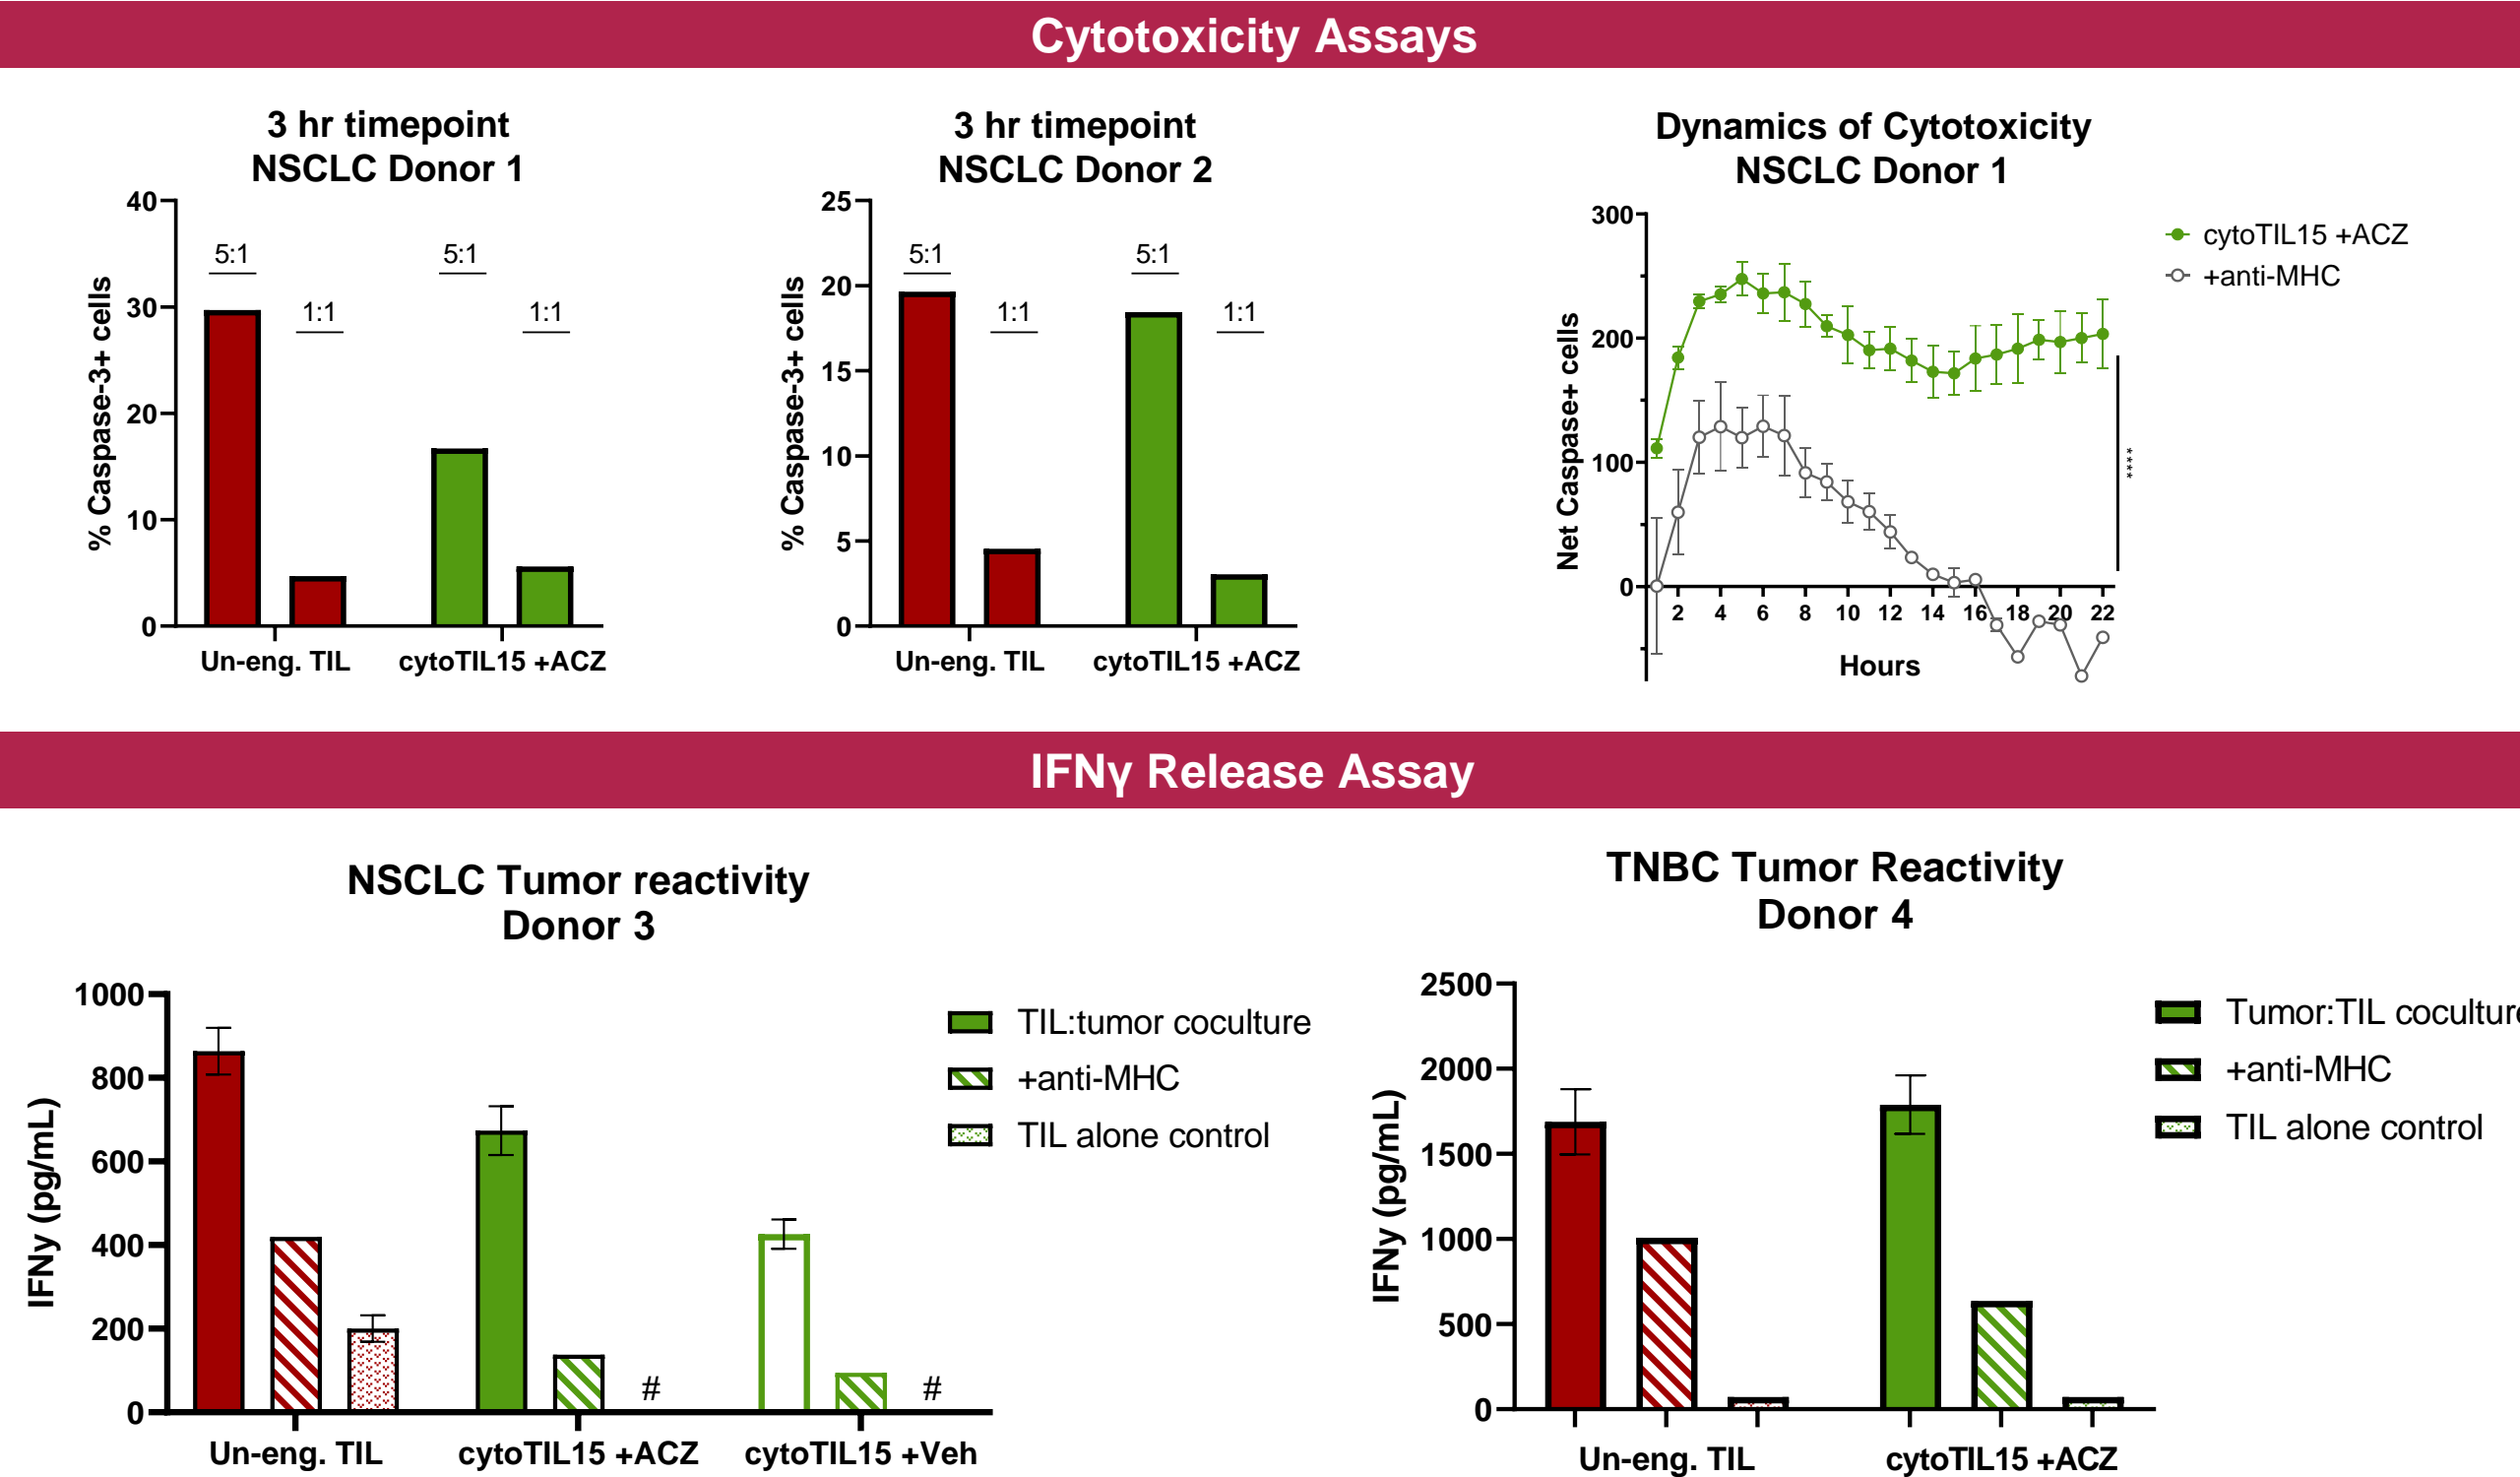 Cytotoxicity Assays
3 hr timepoint
NSCLC Donor 1
% Caspase-3+ cells
40
30
20
10
0
5:1
1:1
5:1
1:1
Un-eng. TIL
cytoTIL15 +ACZ
3 hr timepoint
NSCLC Donor 2
% Caspase-3+ cells
25
20
15
10
5
0
5:1
1:1
5:1
1:1
Un-eng. TIL
cytoTIL15 +ACZ
Dynamics of Cytotoxicity
NSCLC Donor 1
Net Caspase+ cells
300
200
100
0
2 4 6 8 10 12 14 16 18 20 22
Hours
cytoTIL15 +ACZ
+anti-MHC
****
IFNγ Release Assay
NSCLC Tumor reactivity
Donor 3
IFNy (pg/mL)
1000
800
600
400
200
0
#
#
Un-eng. TIL
cytoTIL15 +ACZ
cytoTIL15 +Veh
TIL:tumor coculture
+anti-MHC
TIL alone control
TNBC Tumor Reactivity
Donor 4
IFNy (pg/mL)
2500
2000
1500
1000
500
0
Un-eng. TIL
cytoTIL15 +ACZ
Tumor:TIL coculture
+anti-MHC
TIL alone control